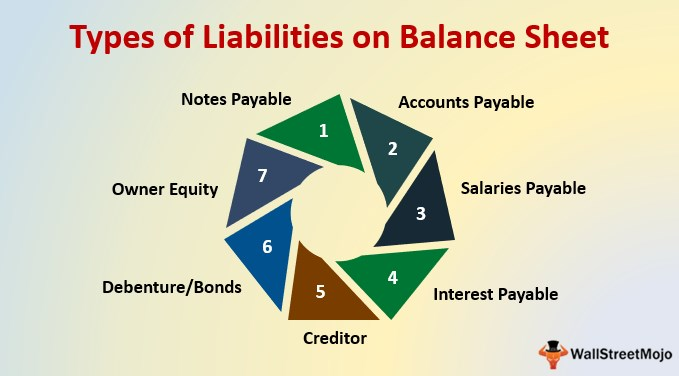 Types of Liabilities on Balance Sheet
Notes Payable
1
Accounts Payable
2
Salaries Payable
3
Interest Payable
4
Creditor
5
Debenture/Bonds
6
Owner Equity
7
WallStreetMojo